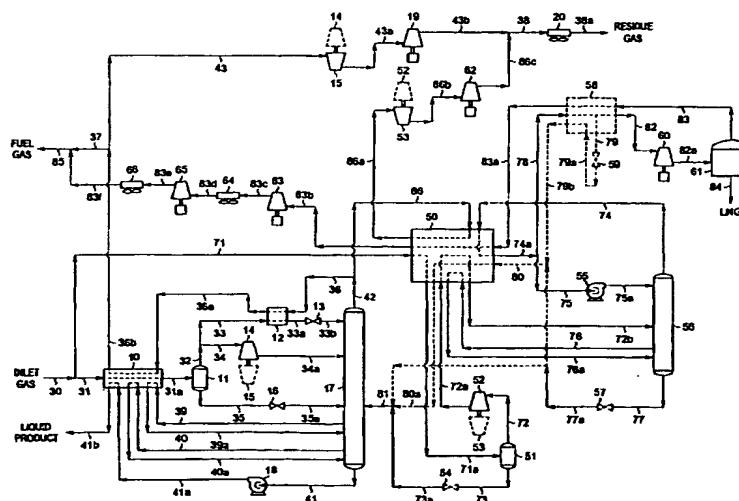 14
19
43a
43b
38
20
38a
RESIDUE
GAS
15
52
43
62
86c
86b
53
58
83
FUEL
GAS
37
85
66
83e
65
64
63
83d
83c
83b
83f
86a
83a
78
79
79a
59
79b
82
60
82a
61
84
LNG
66
50
74
74a
80
71
36
42
55
75
75a
56
36a
33
12
13
33a
33b
32
34
14
11
34a
15
17
16
35
35a
36b
10
INLET
GAS
30
31
31a
39
40
39a
40a
LIQUID
PRODUCT
41b
41a
18
41
76
72b
76a
81
80a
72a
52
53
72
71a
51
54
73a
73
57
77a
77